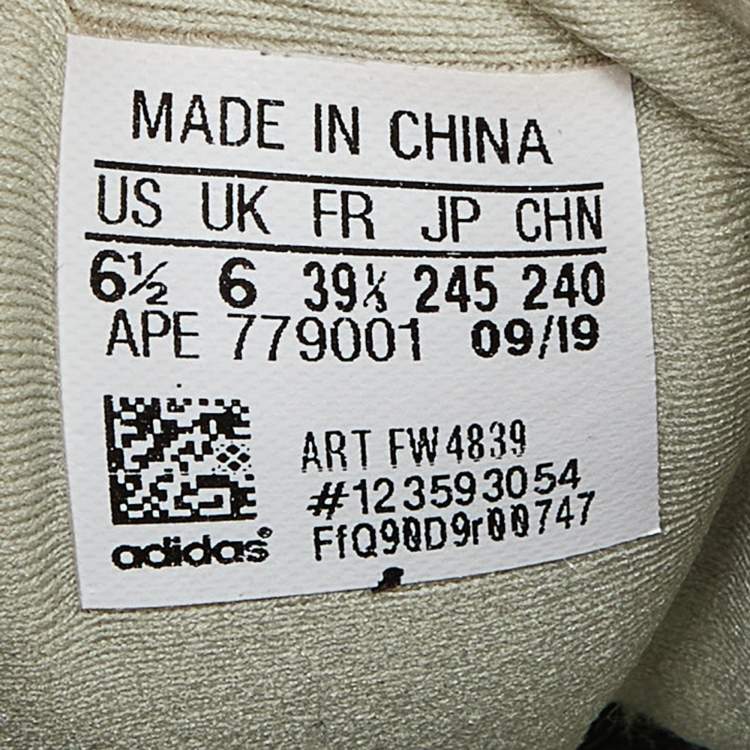 MADE IN CHINA
US UK FR JP CHN
6½ 6 39⅓ 245 240
APE 779001 09/19
ART FW4839
#123593054
FfQ90D9r00747
adidas®